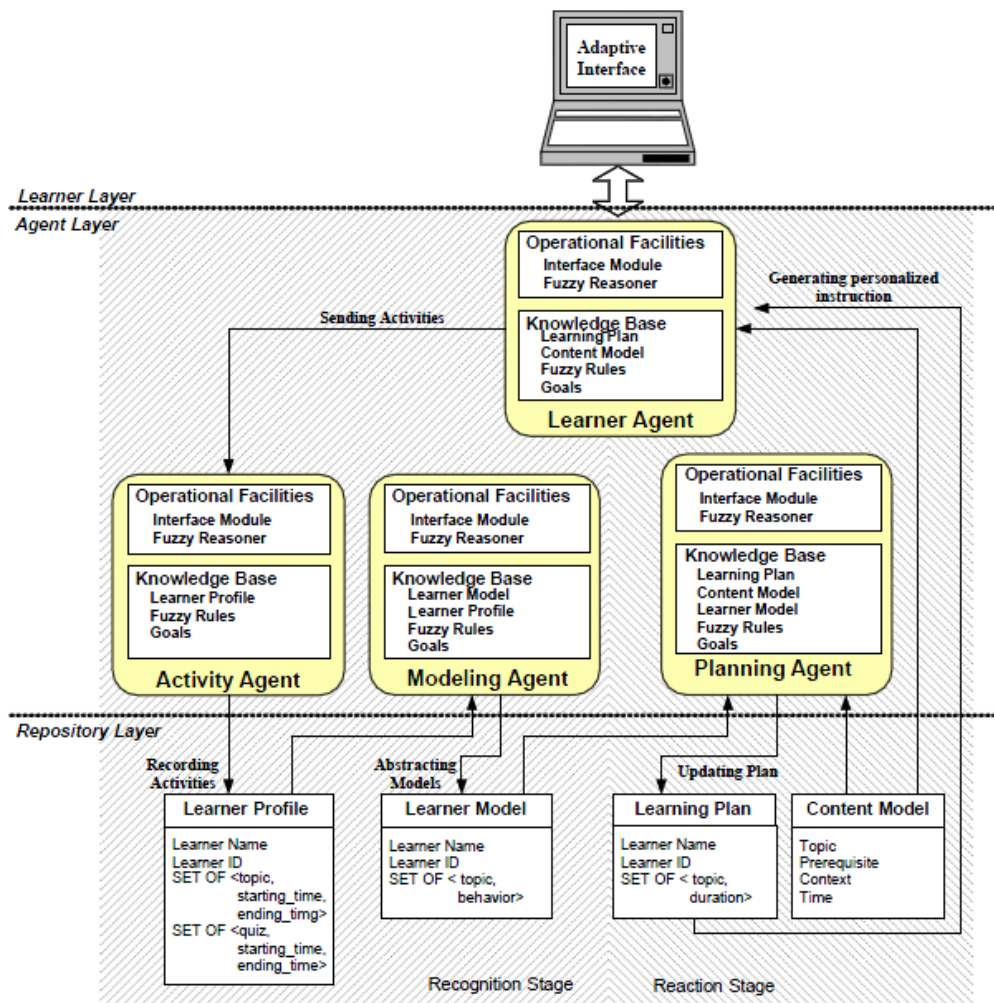 Adaptive
Interface
Learner Layer
Agent Layer
Operational Facilities
Interface Module
Fuzzy Reasoner
Knowledge Base
Learning Plan
Content Model
Fuzzy Rules
Goals
Learner Agent
Generating personalized
instruction
Sending Activities
Operational Facilities
Interface Module
Fuzzy Reasoner
Knowledge Base
Learner Profile
Fuzzy Rules
Goals
Activity Agent
Operational Facilities
Interface Module
Fuzzy Reasoner
Knowledge Base
Learner Model
Learner Profile
Fuzzy Rules
Goals
Modeling Agent
Operational Facilities
Interface Module
Fuzzy Reasoner
Knowledge Base
Learning Plan
Content Model
Learner Model
Fuzzy Rules
Goals
Planning Agent
Repository Layer
Recording
Activities
Abstracting
Models
Updating Plan
Learner Profile
Learner Name
Learner ID
SET OF <topic,
starting_time,
ending_timg>
SET OF <quiz,
starting_time,
ending_time>
Learner Model
Learner Name
Learner ID
SET OF < topic,
behavior>
Learning Plan
Learner Name
Learner ID
SET OF < topic,
duration>
Content Model
Topic
Prerequisite
Context
Time
Recognition Stage
Reaction Stage